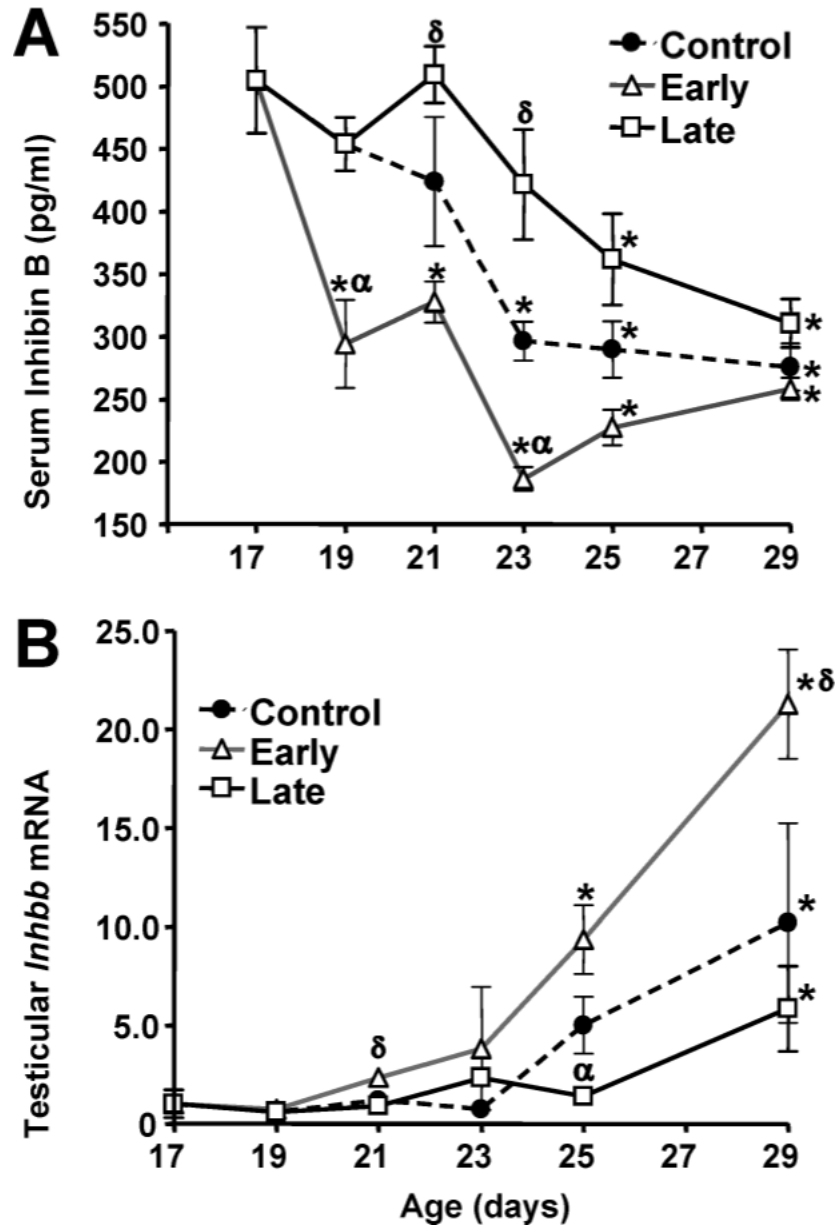 A
Serum Inhibin B (pg/ml)
550
500
450
400
350
300
250
200
150
Control
Early
Late
δ
δ
*α
*
*
*
*
*α
*
*
*
*
17 19 21 23 25 27 29
B
Testicular Inhbb mRNA
25.0
20.0
15.0
10.0
5.0
0
Control
Early
Late
*δ
*
*
δ
α
*
17 19 21 23 25 27 29
Age (days)